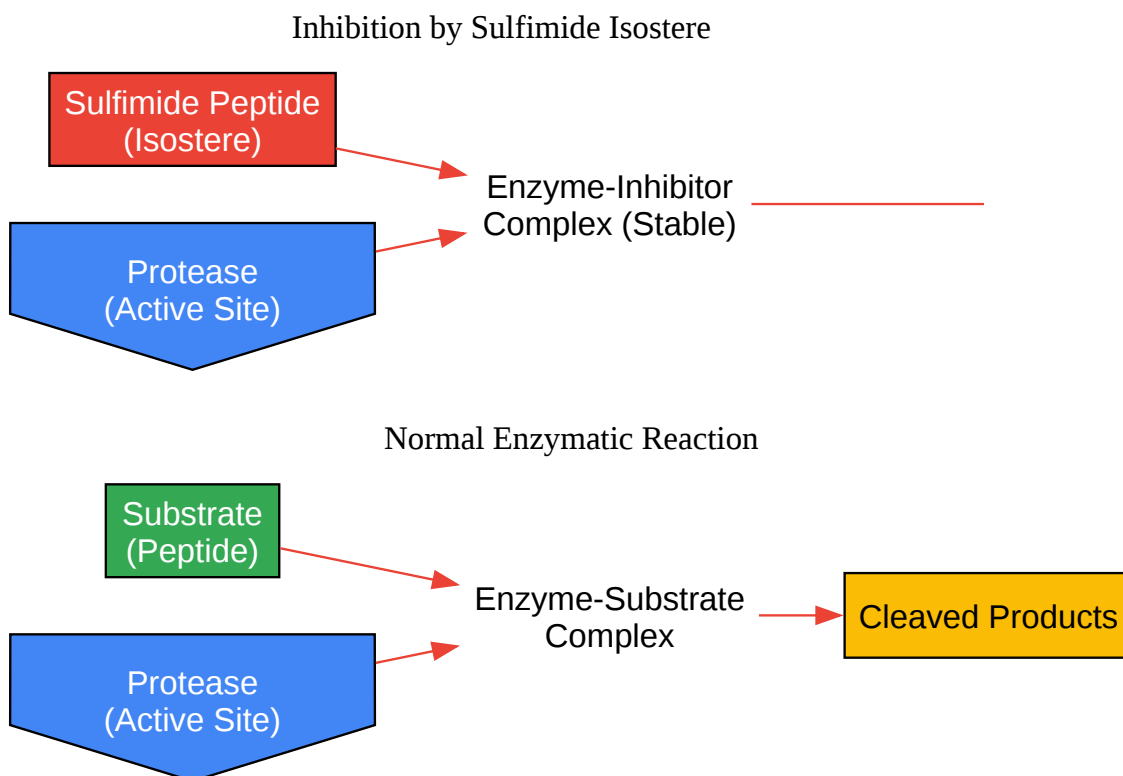 Inhibition by Sulfimide Isostere
Sulfimide Peptide
(Isostere)
Enzyme-Inhibitor
Complex (Stable)
Protease
(Active Site)
Normal Enzymatic Reaction
Substrate
(Peptide)
Enzyme-Substrate
Complex
Cleaved Products
Protease
(Active Site)